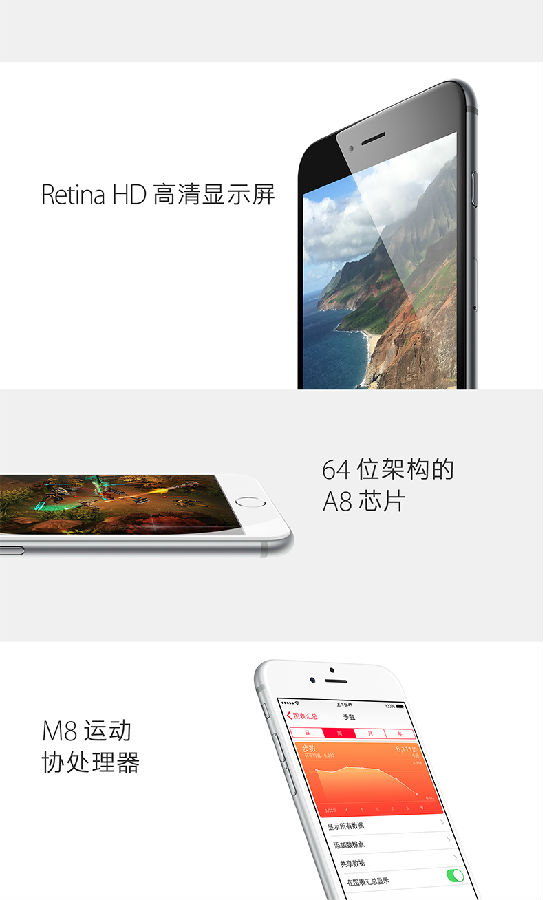 Retina HD 高清显示屏
64 位架构的
A8 芯片
M8 运动
协处理器
步数
显示所有数据
添加数据点
共享数据
在健康汇总显示